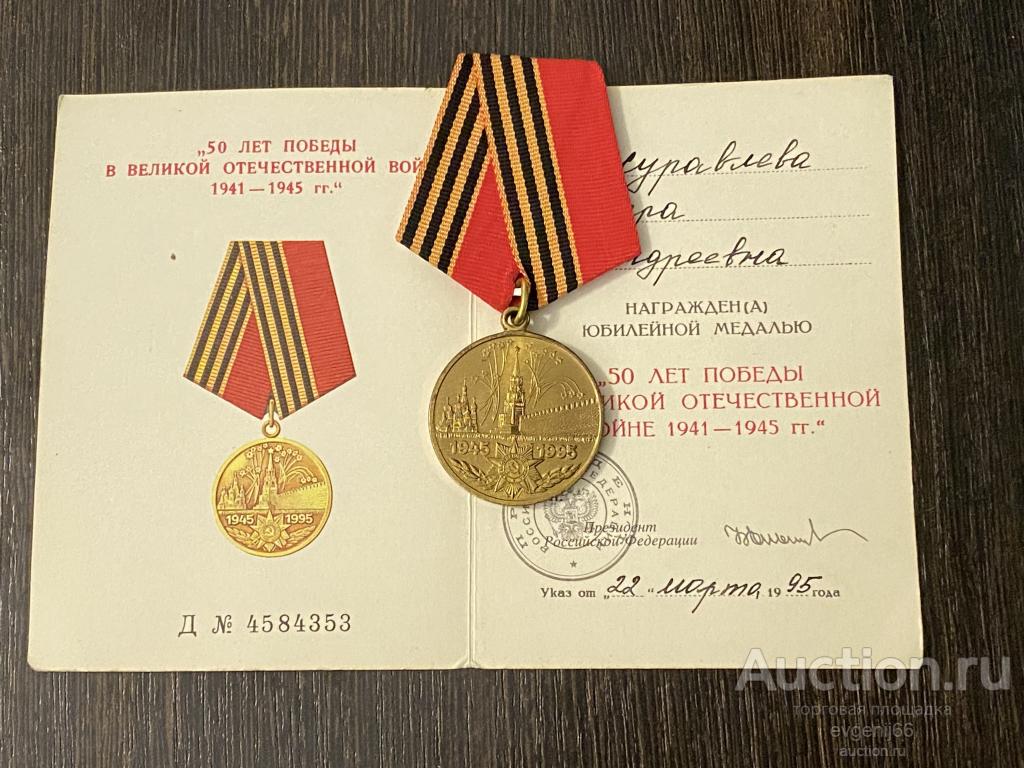 „50 ЛЕТ ПОБЕДЫ
В ВЕЛИКОЙ ОТЕЧЕСТВЕННОЙ ВОЙ
1941 — 1945 гг.“
1945 1995
Д № 4584353
уравлева
ра
дреевна
НАГРАЖДЕН(А)
ЮБИЛЕЙНОЙ МЕДАЛЬЮ
„50 ЛЕТ ПОБЕДЫ
ИКОЙ ОТЕЧЕСТВЕННОЙ
ОЙНЕ 1941 — 1945 гг.“
1945 1995
Президент
Российской Федерации
Указ от „22“ марта 1995 года
Auction.ru
торговая площадка
evgenij66
auction.ru